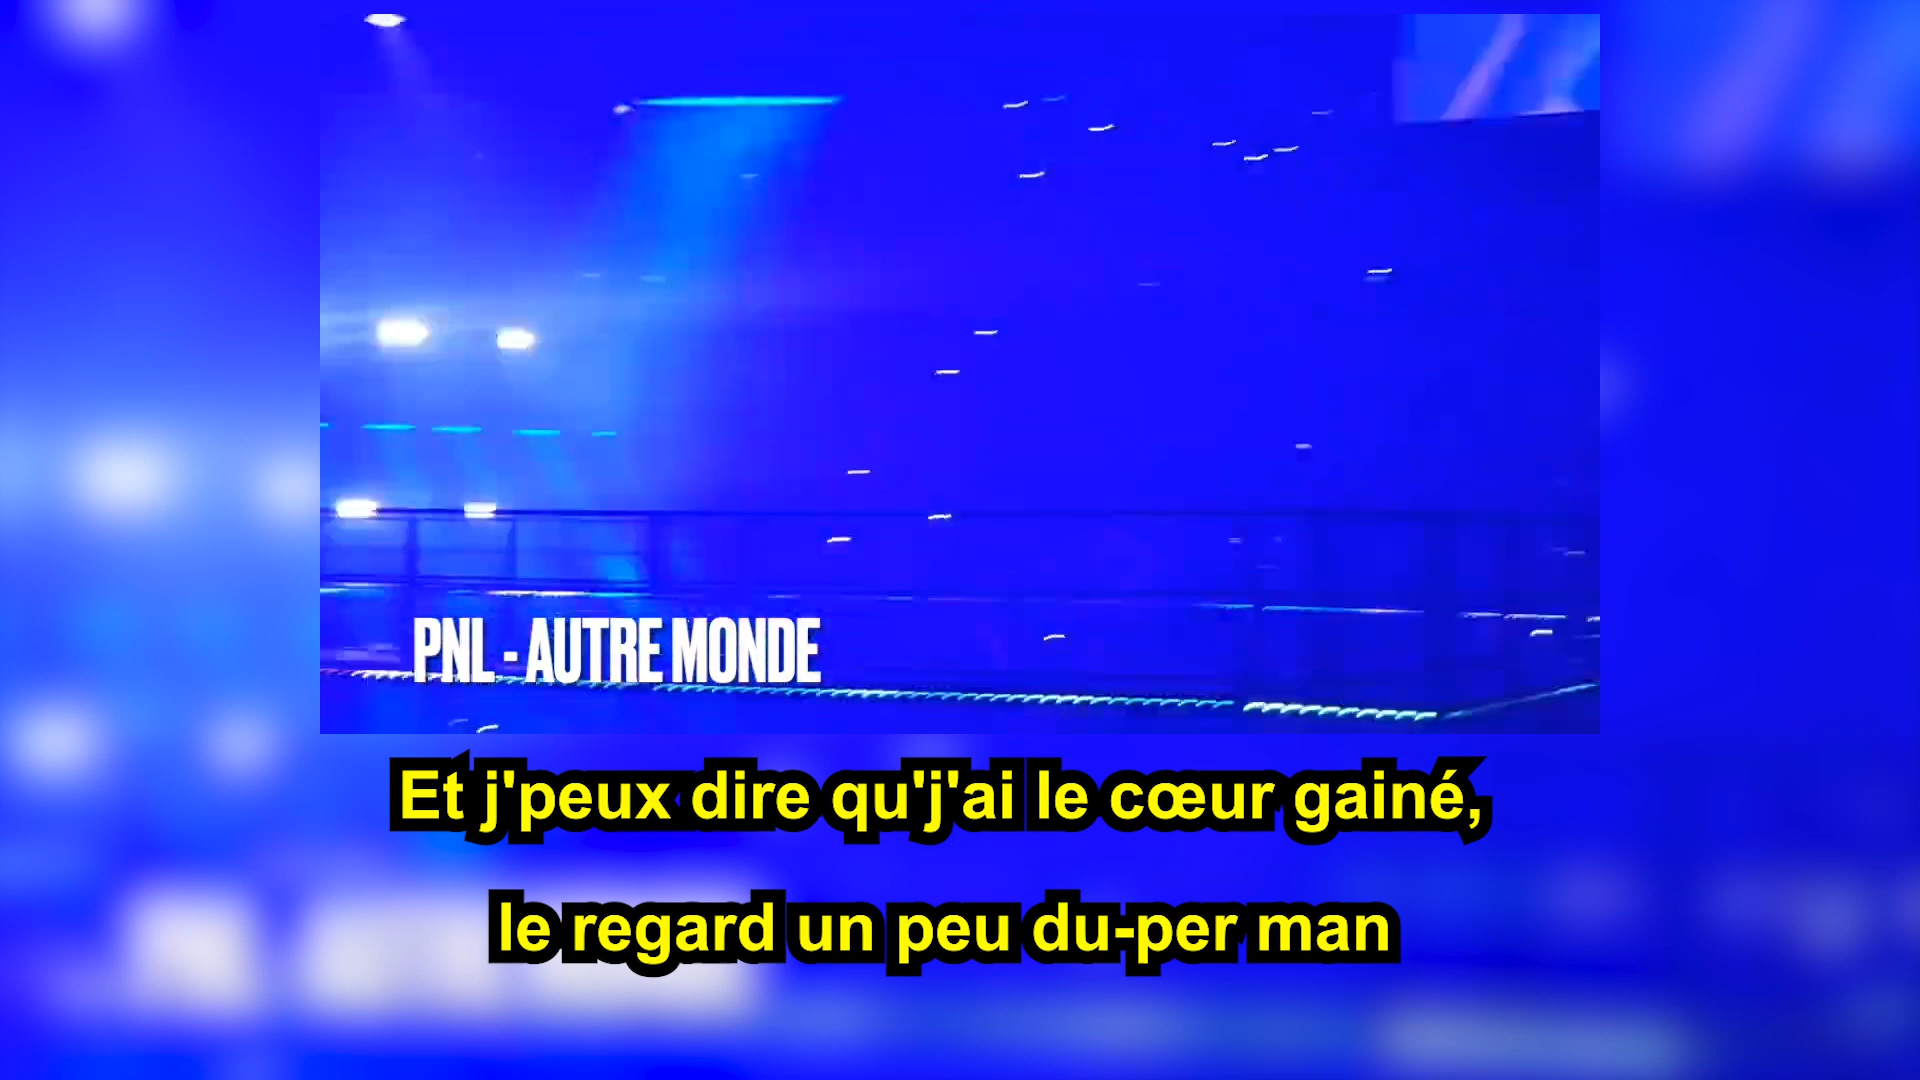 PNL - AUTRE MONDE
Et j'peux dire qu'j'ai le cœur gainé,
le regard un peu du-per man